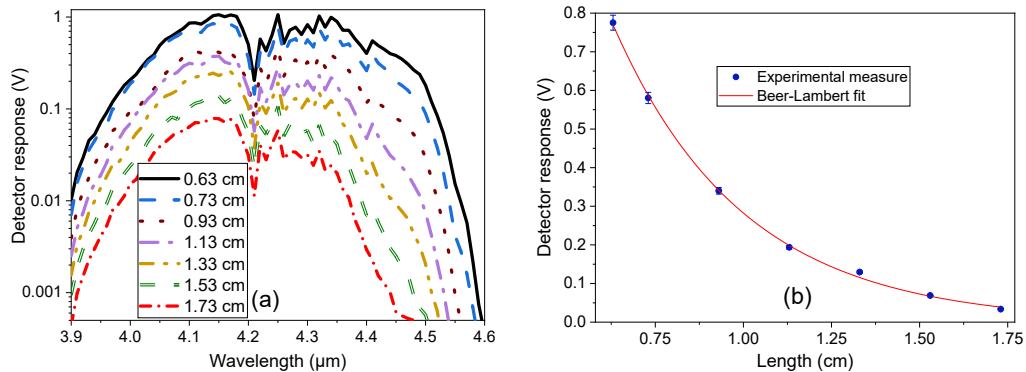 Detector response (V)
1
0.1
0.01
0.001
0.63 cm
0.73 cm
0.93 cm
1.13 cm
1.33 cm
1.53 cm
1.73 cm
(a)
3.9 4.0 4.1 4.2 4.3 4.4 4.5 4.6
Wavelength (µm)
Detector response (V)
0.8
0.7
0.6
0.5
0.4
0.3
0.2
0.1
0.0
Experimental measure
Beer-Lambert fit
(b)
0.75 1.00 1.25 1.50 1.75
Length (cm)